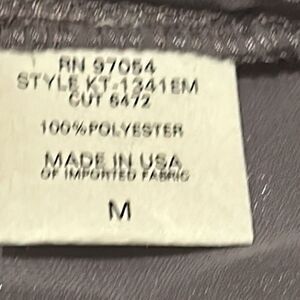 RN 97054
STYLE KT-1341EM
CUT 6472
100%POLYESTER
MADE IN USA
OF IMPORTED FABRIC
M